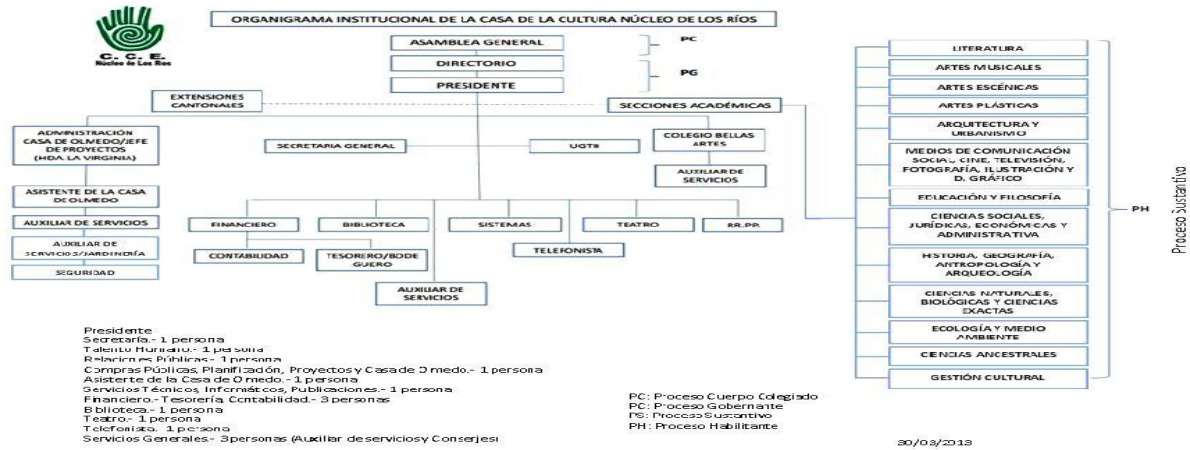 ORGANIGRAMA INSTITUCIONAL DE LA CASA DE LA CULTURA NÚCLEO DE LOS RÍOS
C. C. E.
Núcleo de Los Ríos
ASAMBLEA GENERAL
PC
DIRECTORIO
PG
PRESIDENTE
EXTENSIONES
CANTONALES
SECCIONES ACADÉMICAS
ADMINISTRACIÓN
CASA DE OLMEDO/JEFE
DE PROYECTOS
(HDA. LA VIRGINIA)
SECRETARIA GENERAL
UGTH
COLEGIO BELLAS
ARTES
AUXILIAR DE
SERVICIOS
ASISTENTE DE LA CASA
DE OLMEDO
AUXILIAR DE SERVICIOS
AUXILIAR DE
SERVICIOS/JARDINERÍA
SEGURIDAD
FINANCIERO
BIBLIOTECA
SISTEMAS
TEATRO
RR.PP.
CONTABILIDAD
TESORERO/BODE
GUERO
TELEFONISTA
AUXILIAR DE
SERVICIOS
LITERATURA
ARTES MUSICALES
ARTES ESCÉNICAS
ARTES PLÁSTICAS
ARQUITECTURA Y
URBANISMO
MEDIOS DE COMUNICACIÓN
SOCIAL, CINE, TELEVISIÓN,
FOTOGRAFÍA, ILUSTRACIÓN Y
D. GRÁFICO
EDUCACIÓN Y FILOSOFÍA
CIENCIAS SOCIALES,
JURÍDICAS, ECONÓMICAS Y
ADMINISTRATIVA
HISTORIA, GEOGRAFÍA,
ANTROPOLOGÍA Y
ARQUEOLOGÍA
CIENCIAS NATURALES,
BIOLÓGICAS Y CIENCIAS
EXACTAS
ECOLOGÍA Y MEDIO
AMBIENTE
CIENCIAS ANCESTRALES
GESTIÓN CULTURAL
PH
Proceso Sustantivo
Presidente
Secretaría.- 1 persona
Talento Humano.- 1 persona
Relaciones Públicas.- 1 persona
Compras Públicas, Planificación, Proyectos y Casa de Olmedo.- 1 persona
Asistente de la Casa de Olmedo.- 1 persona
Servicios Técnicos, Informáticos, Publicaciones.- 1 persona
Financiero.- Tesorería, Contabilidad.- 3 personas
Biblioteca.- 1 persona
Teatro.- 1 persona
Telefonista.- 1 persona
Servicios Generales.- 3 personas (Auxiliar de servicios y Conserjes)
PC: Proceso Cuerpo Colegiado
PC: Proceso Gobernante
PS: Proceso Sustantivo
PH: Proceso Habilitante
30/03/2013